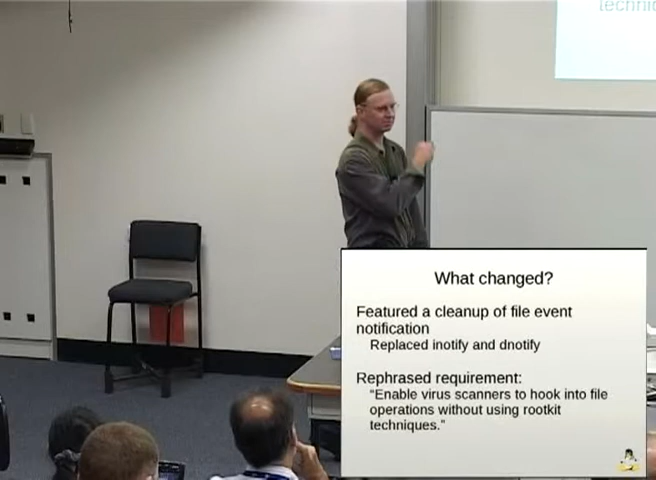 technic
What changed?
Featured a cleanup of file event
notification
Replaced inotify and dnotify
Rephrased requirement:
"Enable virus scanners to hook into file
operations without using rootkit
techniques."